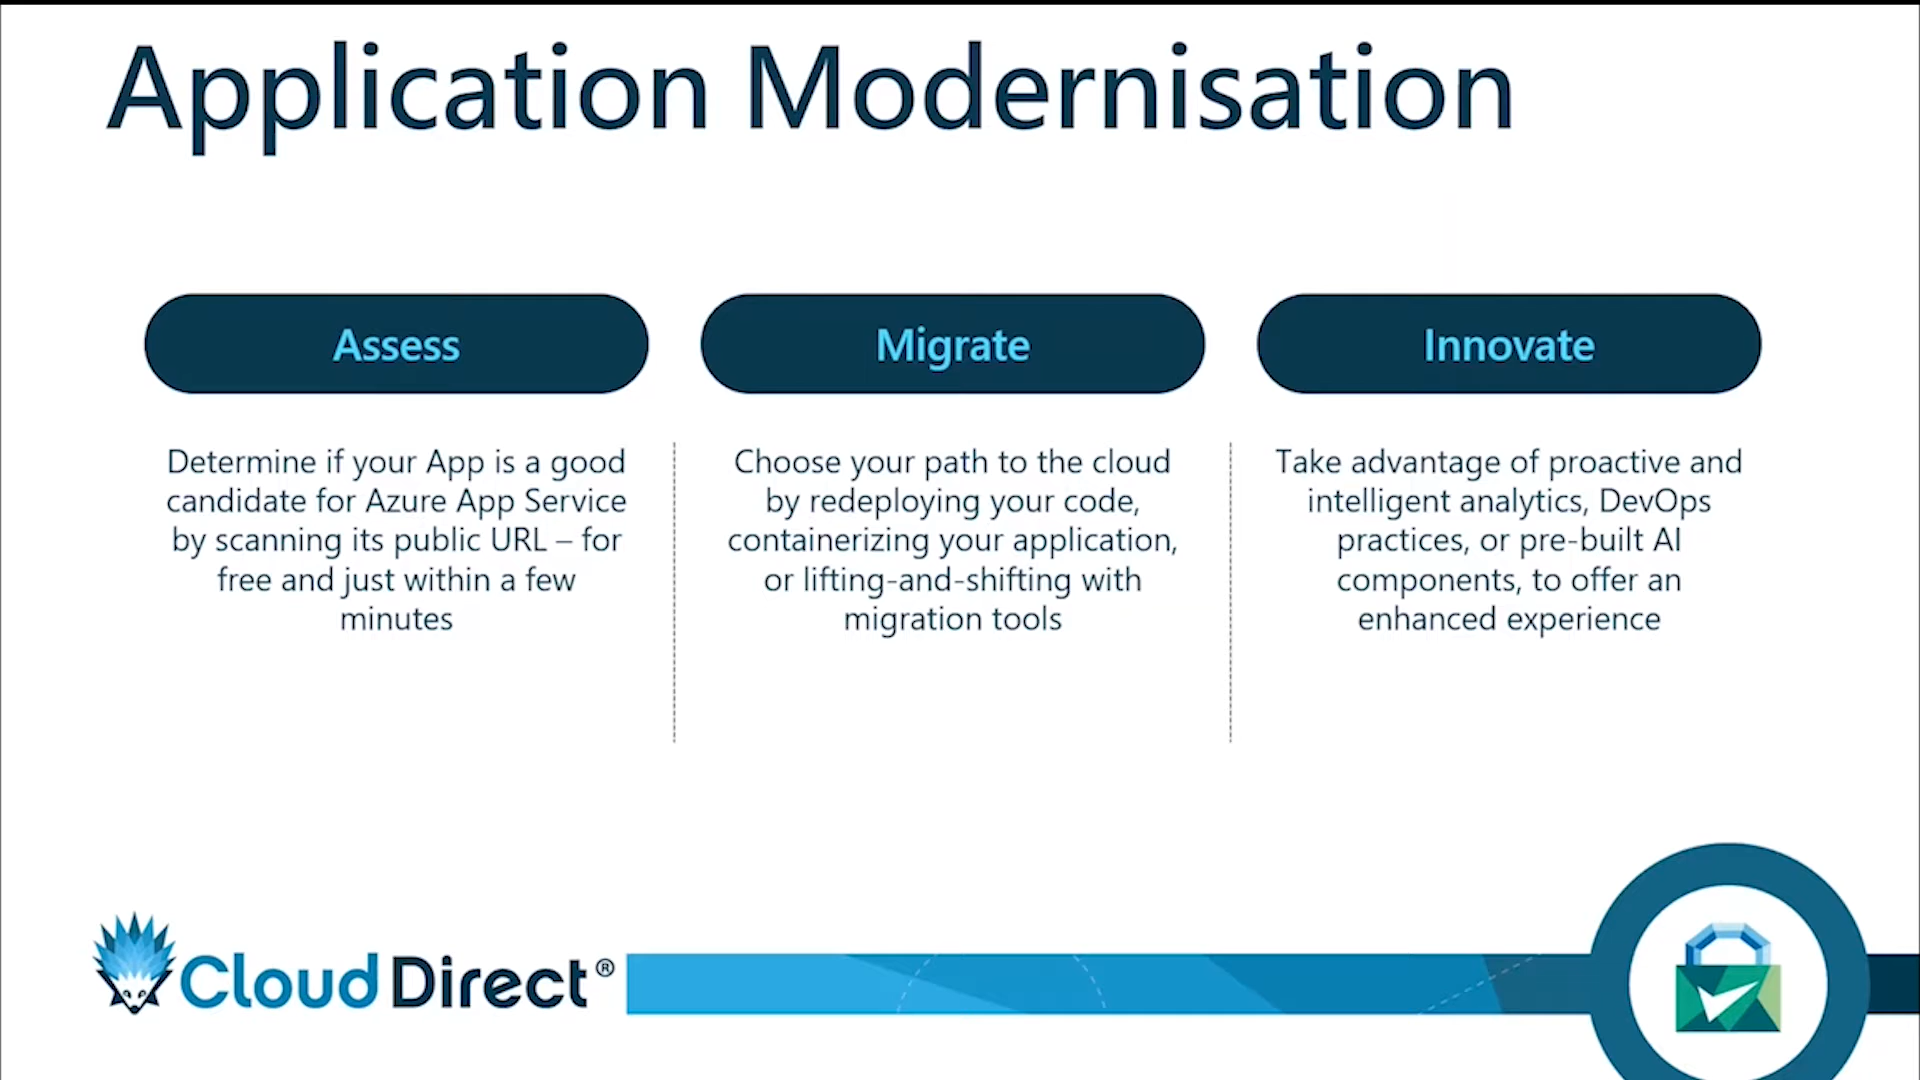 Application Modernisation
Assess
Determine if your App is a good
candidate for Azure App Service
by scanning its public URL – for
free and just within a few
minutes
Migrate
Choose your path to the cloud
by redeploying your code,
containerizing your application,
or lifting-and-shifting with
migration tools
Innovate
Take advantage of proactive and
intelligent analytics, DevOps
practices, or pre-built AI
components, to offer an
enhanced experience
Cloud Direct®